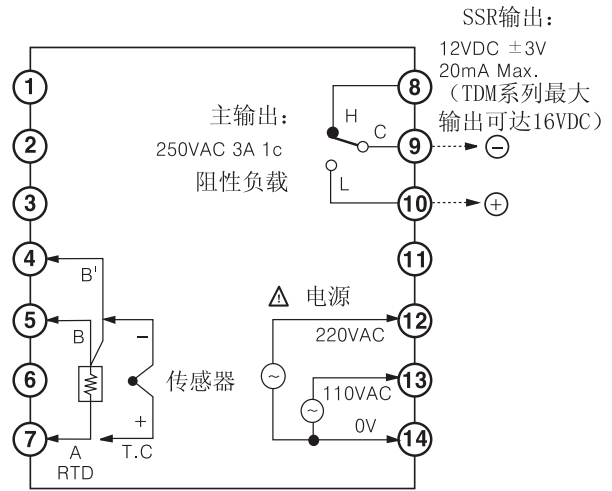 SSR输出：
12VDC ±3V
20mA Max.
（TDM系列最大
输出可达16VDC）
1
2
3
4
5
6
7
8
9
10
11
12
13
14
主输出：
250VAC 3A 1c
阻性负载
H
C
L
−
+
B'
B
A
RTD
−
+
T.C
传感器
⚠ 电源
220VAC
~
110VAC
~
0V